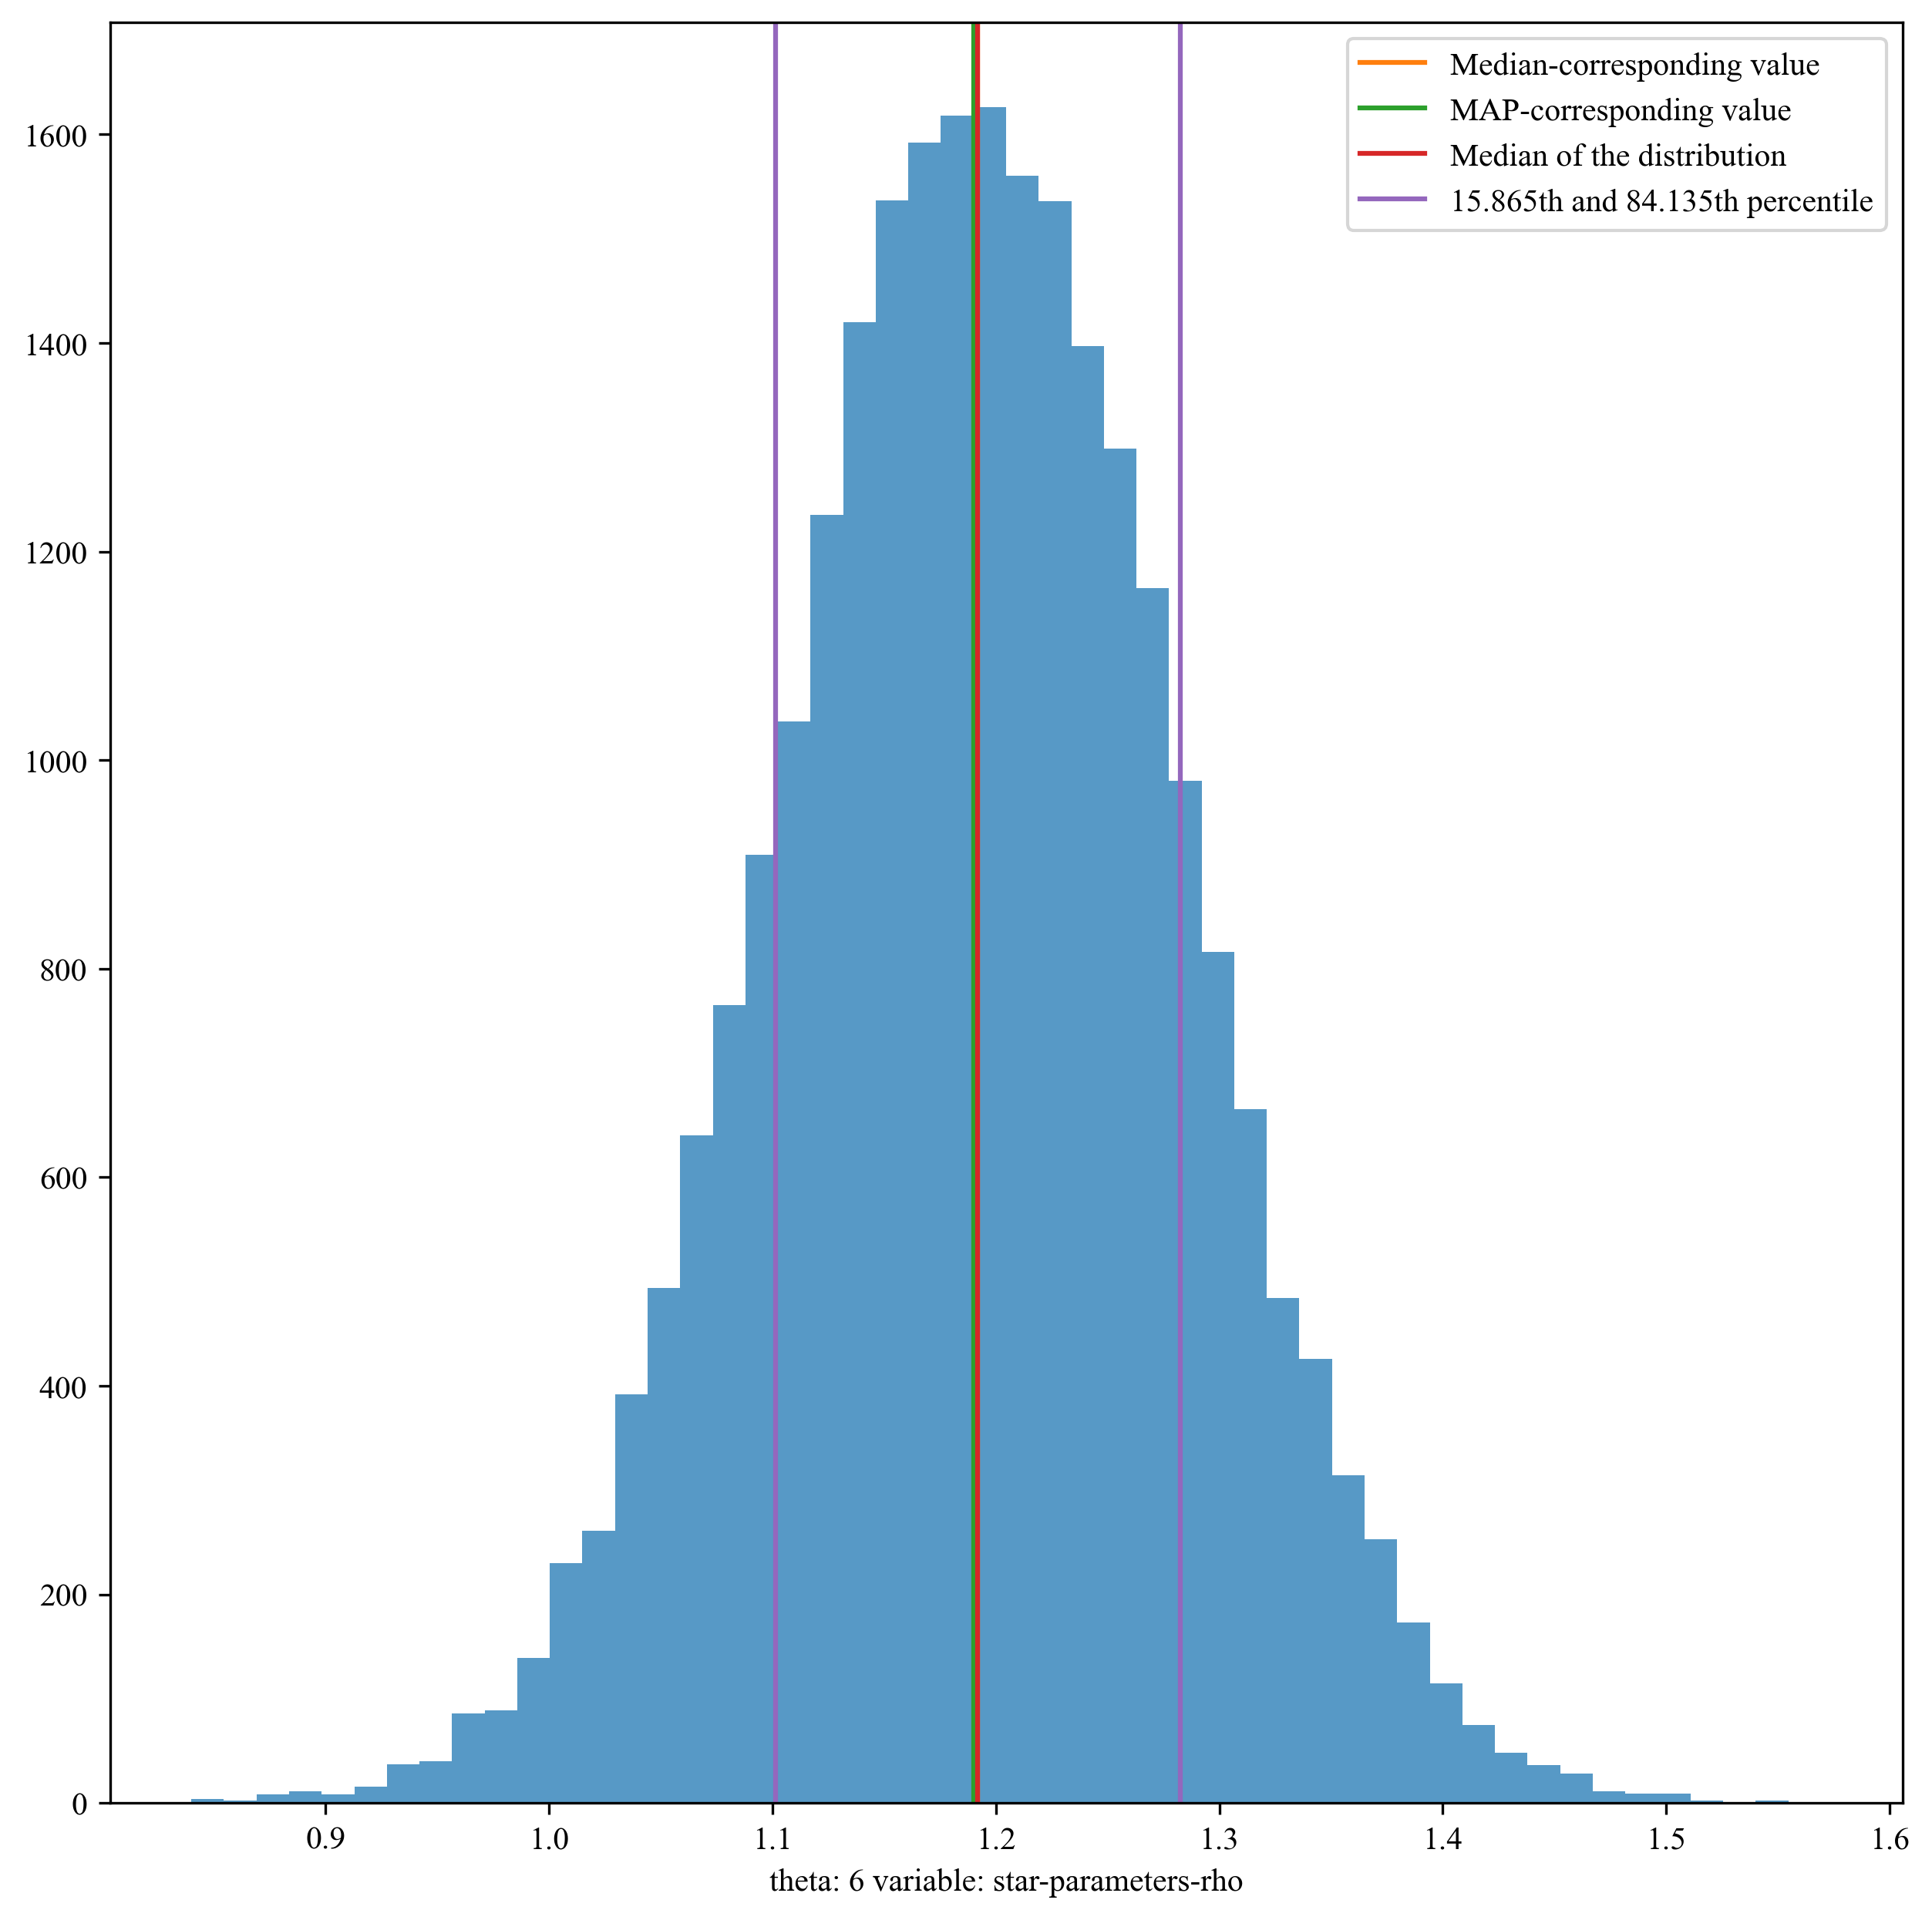 Median-corresponding value
MAP-corresponding value
Median of the distribution
15.865th and 84.135th percentile
1600
1400
1200
1000
800
600
400
200
0
0.9 1.0 1.1 1.2 1.3 1.4 1.5 1.6
theta: 6 variable: star-parameters-rho